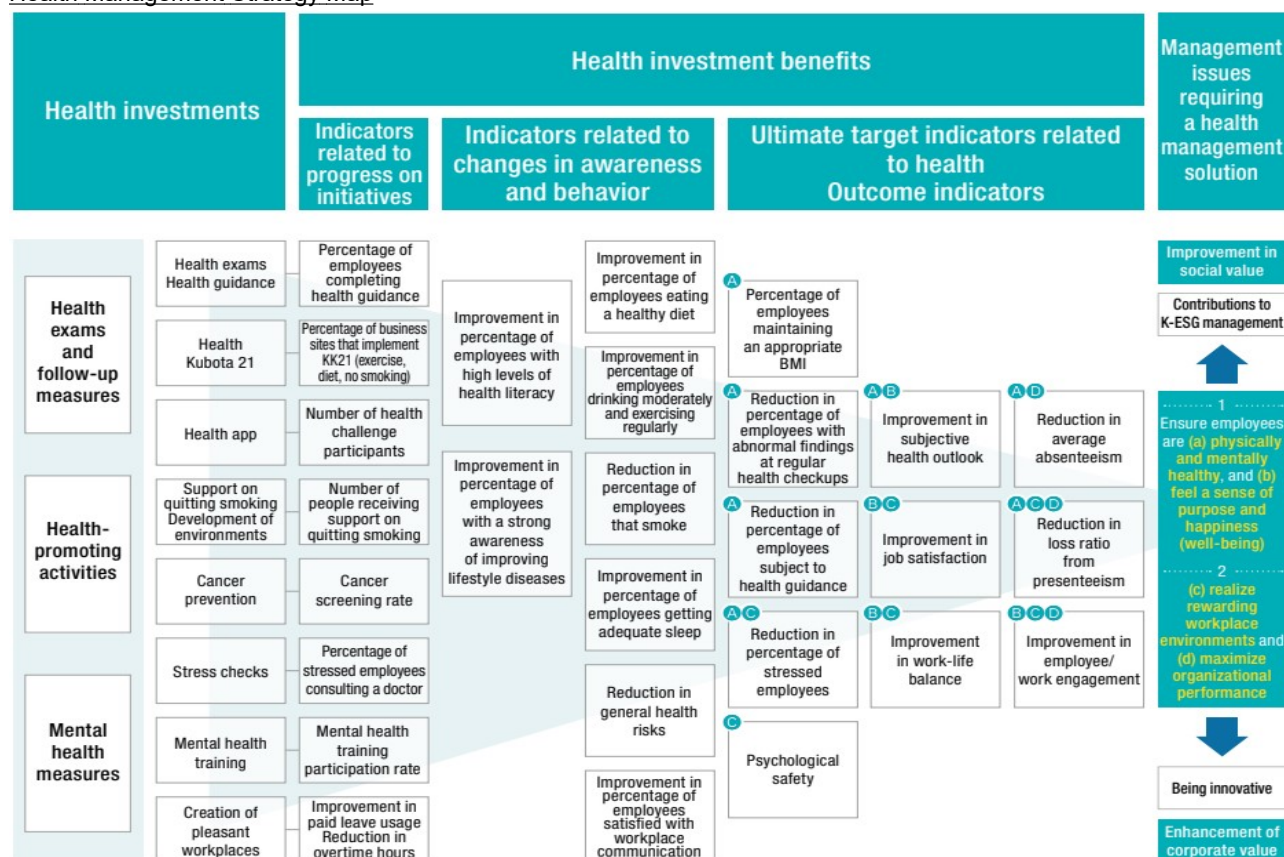 Health Management Strategy Map
Health investments
Health investment benefits
Management
issues
requiring
a health
management
solution
Indicators
related to
progress on
initiatives
Indicators related to
changes in awareness
and behavior
Ultimate target indicators related
to health
Outcome indicators
Health
exams
and
follow-up
measures
Health-
promoting
activities
Mental
health
measures
Health exams
Health guidance
Health
Kubota 21
Health app
Support on
quitting smoking
Development of
environments
Cancer
prevention
Stress checks
Mental health
training
Creation of
pleasant
workplaces
Percentage of
employees
completing
health guidance
Percentage of business
sites that implement
KK21 (exercise,
diet, no smoking)
Number of health
challenge
participants
Number of
people receiving
support on
quitting smoking
Cancer
screening rate
Percentage of
stressed employees
consulting a doctor
Mental health
training
participation rate
Improvement in
paid leave usage
Reduction in
overtime hours
Improvement in
percentage of
employees with
high levels of
health literacy
Improvement in
percentage of
employees
with a strong
awareness
of improving
lifestyle diseases
Improvement in
percentage of
employees eating
a healthy diet
Improvement in
percentage of
employees
drinking moderately
and exercising
regularly
Reduction in
percentage of
employees
that smoke
Improvement in
percentage of
employees getting
adequate sleep
Reduction in
general health
risks
Improvement in
percentage of
employees
satisfied with
workplace
communication
A
Percentage of
employees
maintaining
an appropriate
BMI
A
Reduction in
percentage of
employees with
abnormal findings
at regular
health checkups
A B
Improvement in
subjective
health outlook
A D
Reduction in
average
absenteeism
A
Reduction in
percentage of
employees
subject to
health guidance
B C
Improvement in
job satisfaction
A C D
Reduction in
loss ratio
from
presenteeism
A C
Reduction in
percentage of
stressed
employees
B C
Improvement
in work-life
balance
B C D
Improvement in
employee/
work engagement
C
Psychological
safety
Improvement in
social value
Contributions to
K-ESG management
1
Ensure employees
are (a) physically
and mentally
healthy, and (b)
feel a sense of
purpose and
happiness
(well-being)
2
(c) realize
rewarding
workplace
environments and
(d) maximize
organizational
performance
Being innovative
Enhancement of
corporate value